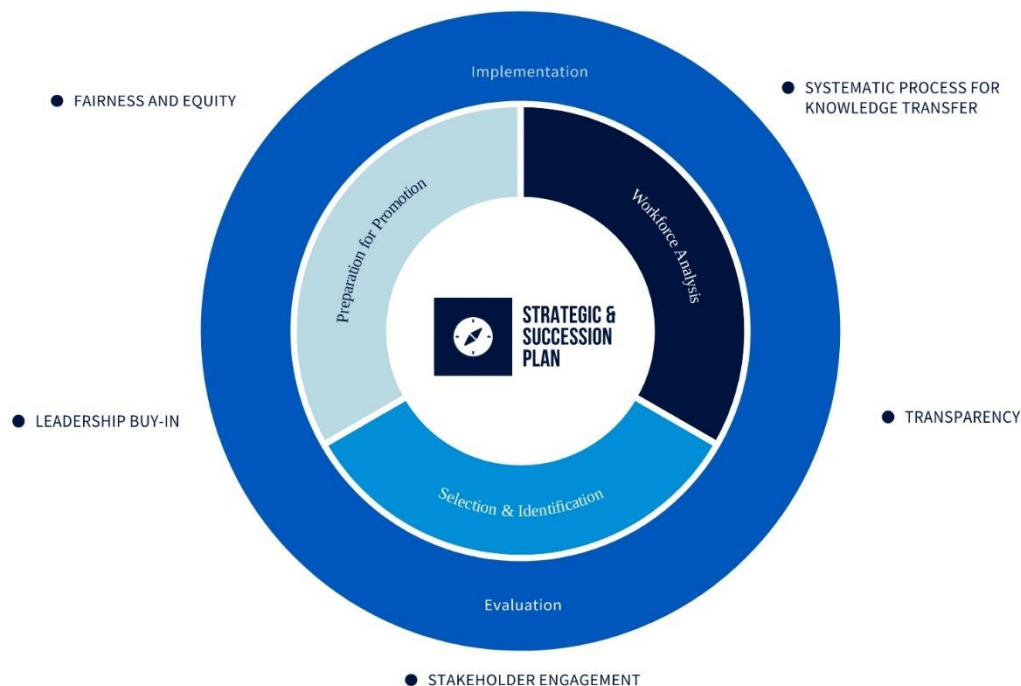 Implementation
FAIRNESS AND EQUITY
SYSTEMATIC PROCESS FOR
KNOWLEDGE TRANSFER
Preparation for Promotion
Workforce Analysis
STRATEGIC &
SUCCESSION
PLAN
LEADERSHIP BUY-IN
TRANSPARENCY
Selection & Identification
Evaluation
STAKEHOLDER ENGAGEMENT